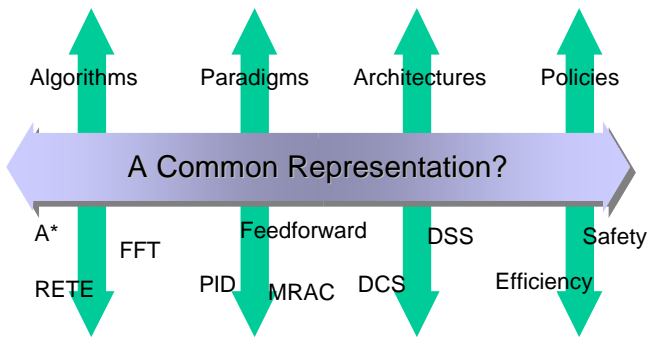 Algorithms Paradigms Architectures Policies
A Common Representation?
A* Feedforward DSS Safety
FFT
RETE PID MRAC DCS Efficiency